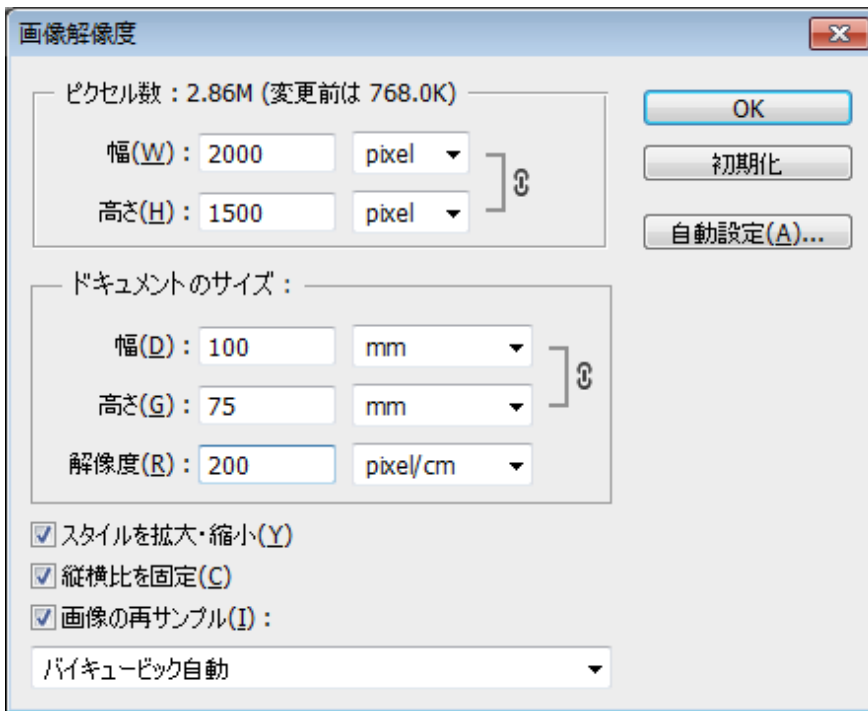 画像解像度
ピクセル数：2.86M (変更前は 768.0K)
幅(W)： 2000 pixel
高さ(H)： 1500 pixel
OK
初期化
自動設定(A)...
ドキュメントのサイズ：
幅(D)： 100 mm
高さ(G)： 75 mm
解像度(R)： 200 pixel/cm
スタイルを拡大・縮小(Y)
縦横比を固定(C)
画像の再サンプル(I)：
バイキュービック自動